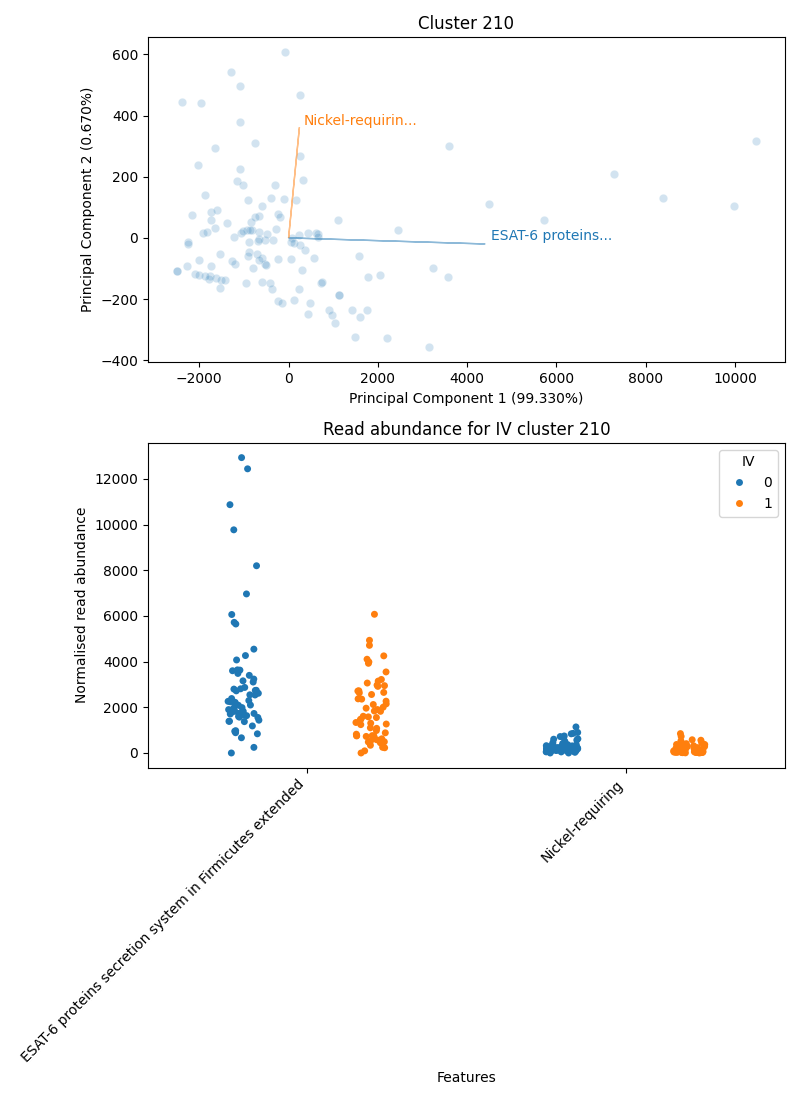 Cluster 210
Principal Component 2 (0.670%)
600
400
200
0
−200
−400
Nickel-requirin...
ESAT-6 proteins...
−2000
0
2000
4000
6000
8000
10000
Principal Component 1 (99.330%)
Read abundance for IV cluster 210
Normalised read abundance
12000
10000
8000
6000
4000
2000
0
IV
0
1
ESAT-6 proteins secretion system in Firmicutes extended
Nickel-requiring
Features